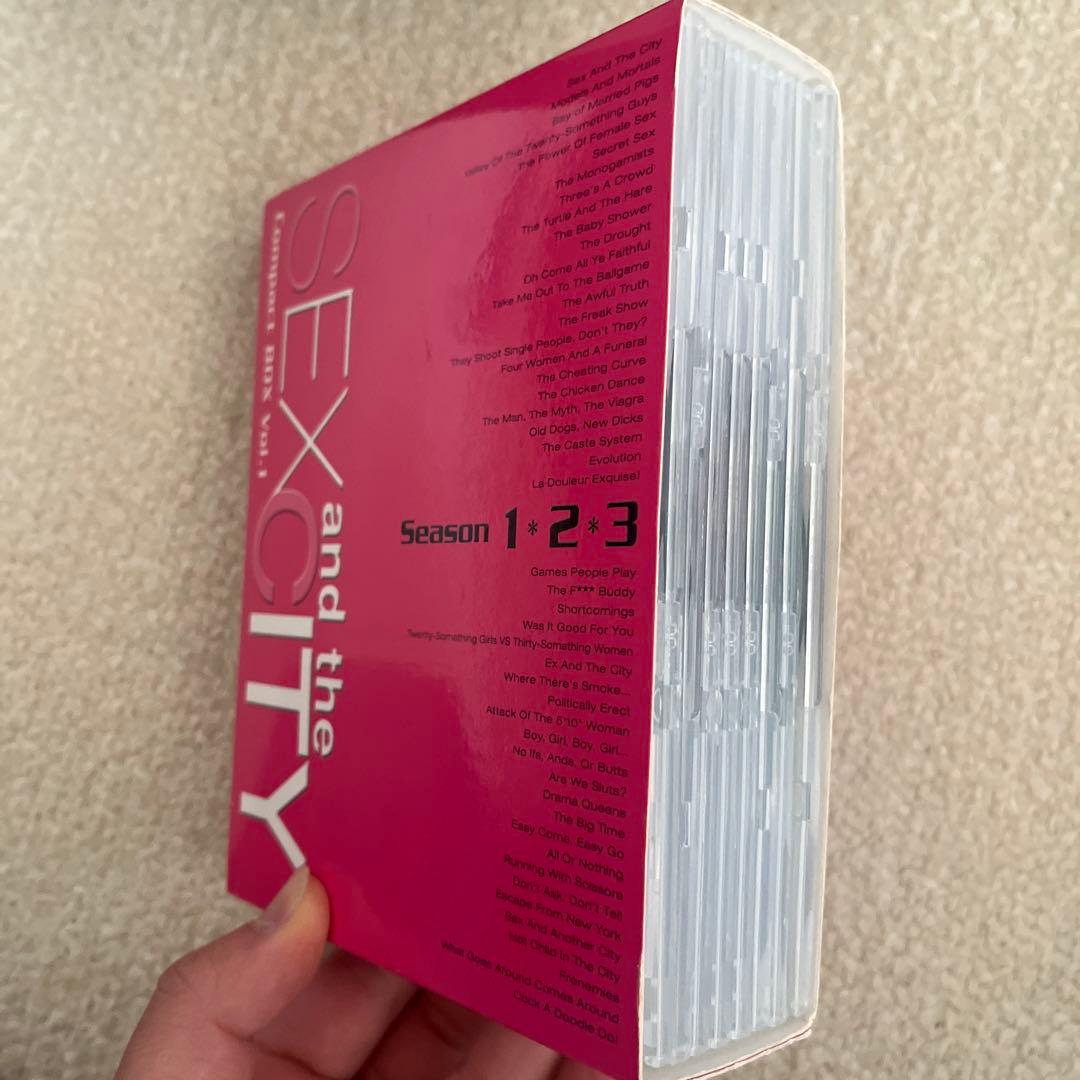 SEX and the CITY
Compact BOX Vol.1
Sex And The City
Models And Mortals
Bay of Married Pigs
Valley Of The Twenty-Something Guys
The Power Of Female Sex
Secret Sex
The Monogamists
Three's A Crowd
The Turtle And The Hare
The Baby Shower
The Drought
Oh Come All Ye Faithful
Take Me Out To The Ballgame
The Awful Truth
The Freak Show
They Shoot Single People, Don't They?
Four Women And A Funeral
The Cheating Curve
The Chicken Dance
The Man, The Myth, The Viagra
Old Dogs, New Dicks
The Caste System
Evolution
La Douleur Exquise!
Season 1*2*3
Games People Play
The F*** Buddy
Shortcomings
Was It Good For You
Twenty-Something Girls VS Thirty-Something Women
Ex And The City
Where There's Smoke...
Politically Erect
Attack Of The 5'10" Woman
Boy, Girl, Boy, Girl...
No Ifs, Ands, Or Butts
Are We Sluts?
Drama Queens
The Big Time
Easy Come, Easy Go
All Or Nothing
Running With Scissors
Don't Ask, Don't Tell
Escape From New York
Sex And Another City
Hot Child In The City
Frenemies
What Goes Around Comes Around
Cock A Doodle Do!